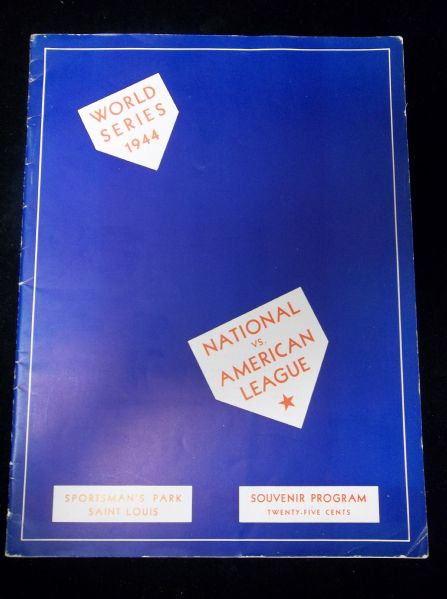 WORLD
SERIES
1944
NATIONAL
VS.
AMERICAN
LEAGUE
SPORTSMAN'S PARK
SAINT LOUIS
SOUVENIR PROGRAM
TWENTY-FIVE CENTS